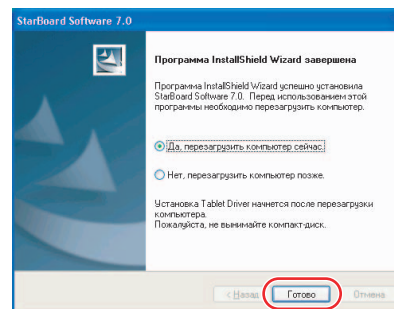 StarBoard Software 7.0
Программа InstallShield Wizard завершена
Программа InstallShield Wizard успешно установила
StarBoard Software 7.0. Перед использованием этой
программы необходимо перезагрузить компьютер.
Да, перезагрузить компьютер сейчас.
Нет, перезагрузить компьютер позже.
Установка Tablet Driver начнется после перезагрузки
компьютера.
Пожалуйста, не вынимайте компакт-диск.
< Назад Готово Отмена